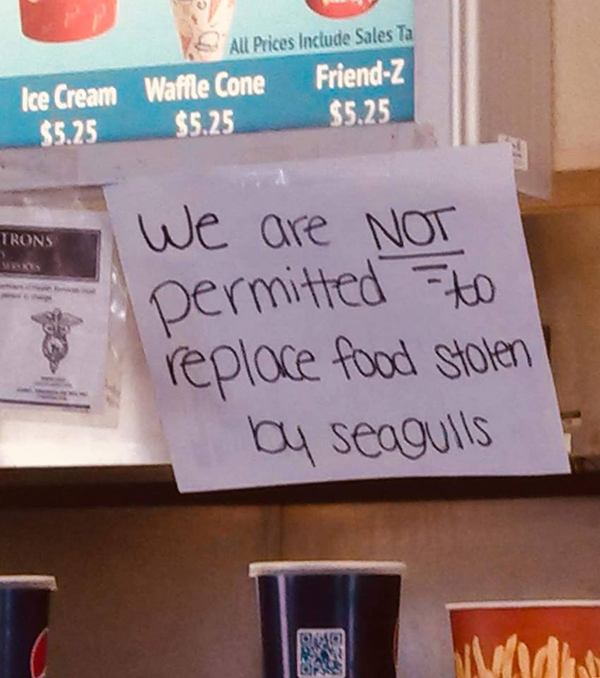 All Prices Include Sales Ta
Ice Cream Waffle Cone Friend-Z
$5.25 $5.25 $5.25
TRONS
We are NOT
permitted to
replace food stolen
by seagulls